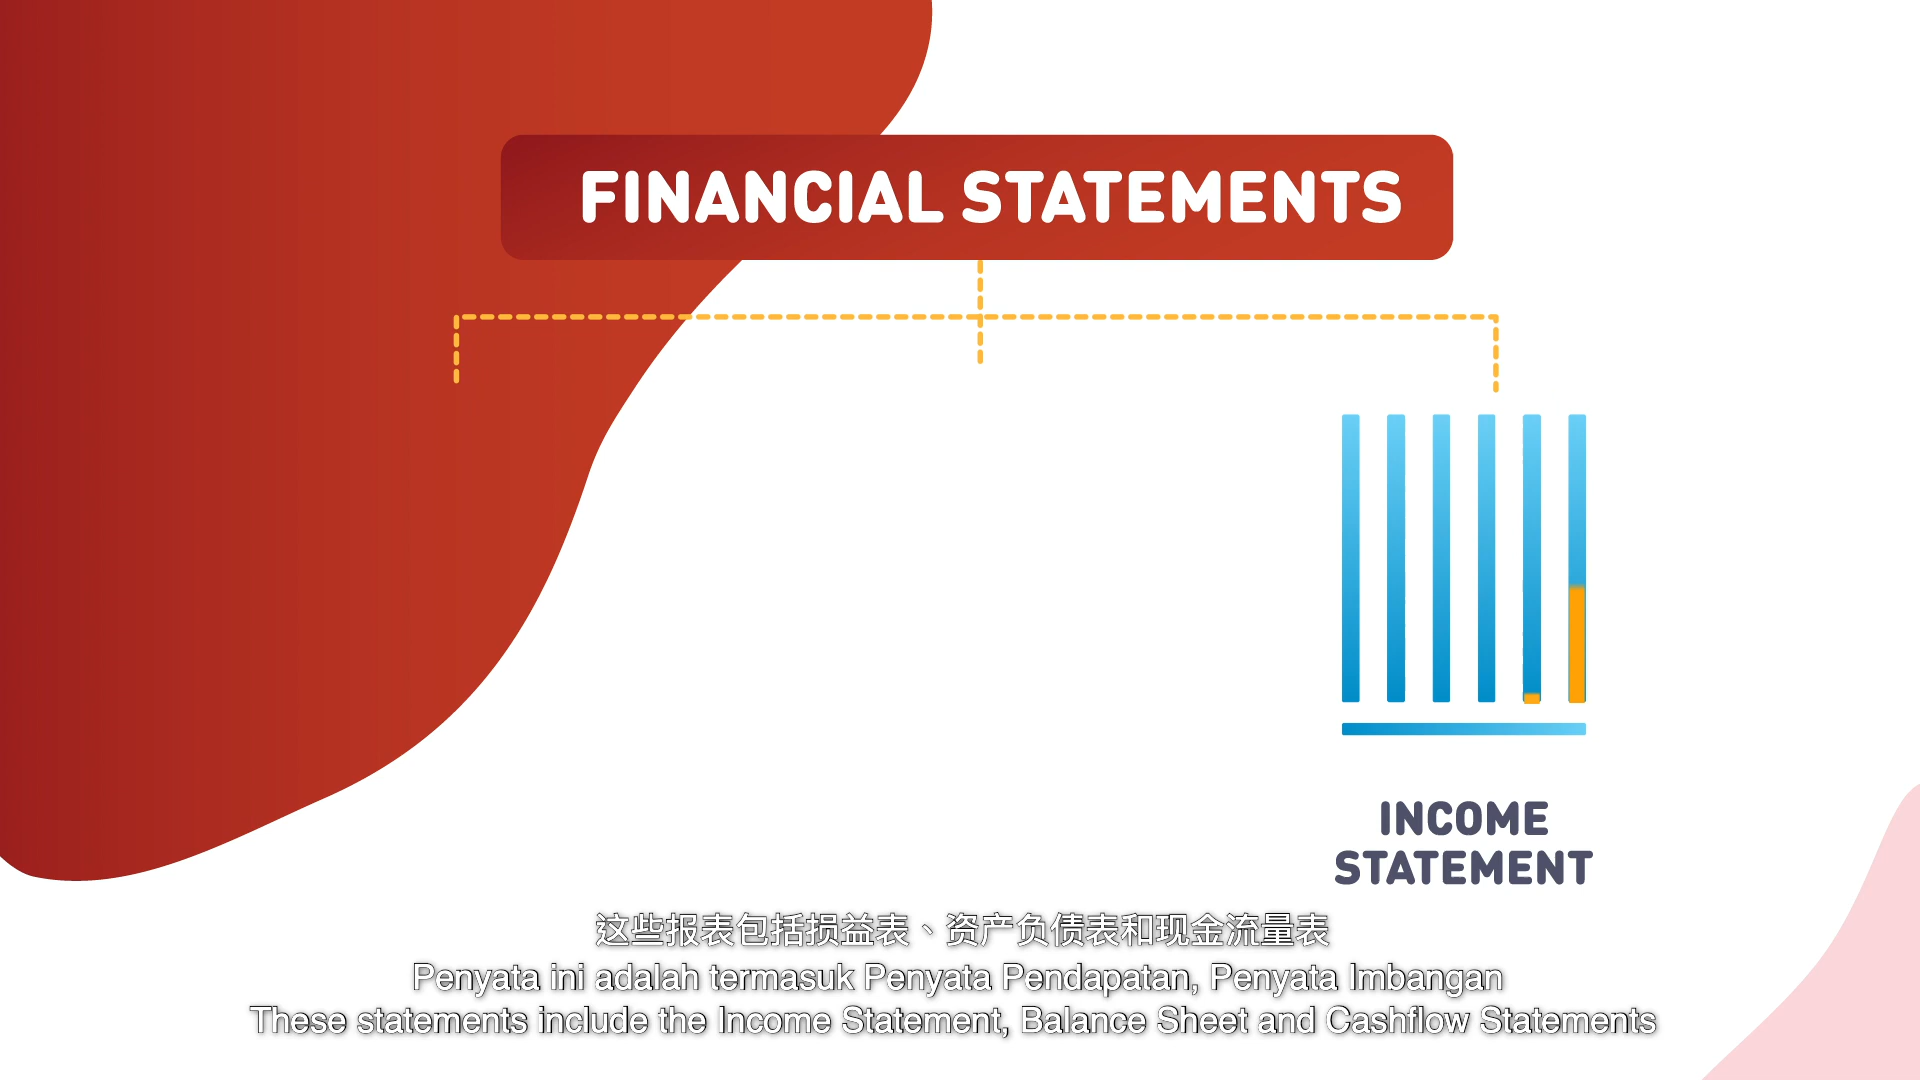 FINANCIAL STATEMENTS
INCOME
STATEMENT
这些报表包括损益表、资产负债表和现金流量表
Penyata ini adalah termasuk Penyata Pendapatan, Penyata Imbangan
These statements include the Income Statement, Balance Sheet and Cashflow Statements